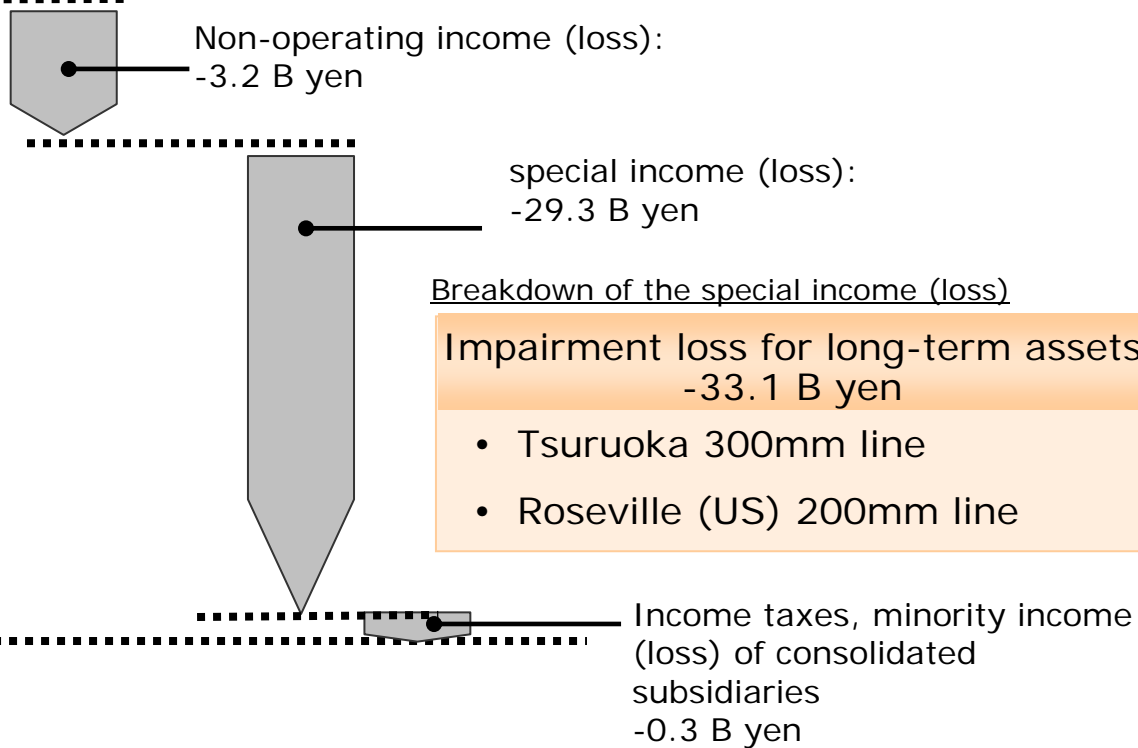 Non-operating income (loss):
-3.2 B yen
special income (loss):
-29.3 B yen
Breakdown of the special income (loss)
Impairment loss for long-term assets
-33.1 B yen
• Tsuruoka 300mm line
• Roseville (US) 200mm line
Income taxes, minority income
(loss) of consolidated
subsidiaries
-0.3 B yen